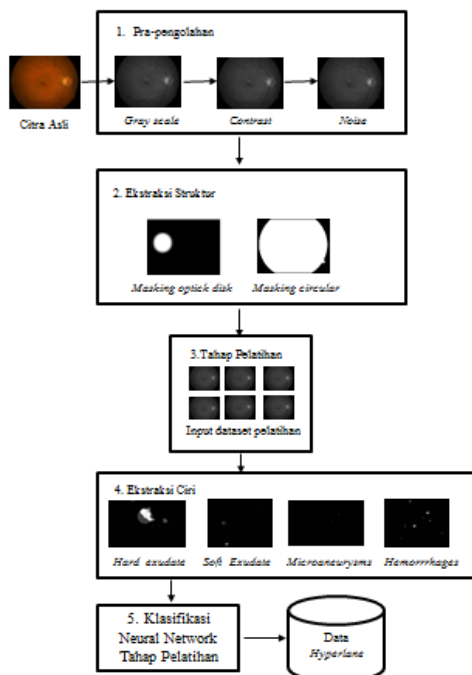 1. Pra-pengolahan
Citra Asli
Gray scale
Contrast
Noise
2. Ekstraksi Struktur
Masking optick disk
Masking circular
3.Tahap Pelatihan
Input dataset pelatihan
4. Ekstraksi Ciri
Hard exudate
Soft Exudate
Microaneurysms
Hemorrrhages
5. Klasifikasi
Neural Network
Tahap Pelatihan
Data
Hyperlane